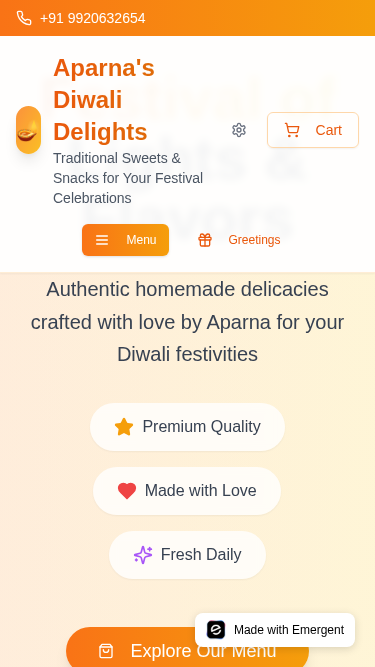 +91 9920632654
Aparna's
Diwali
Delights
Traditional Sweets &
Snacks for Your Festival
Celebrations
Cart
Menu
Greetings
Authentic homemade delicacies
crafted with love by Aparna for your
Diwali festivities
Premium Quality
Made with Love
Fresh Daily
Explore Our Menu
Made with Emergent